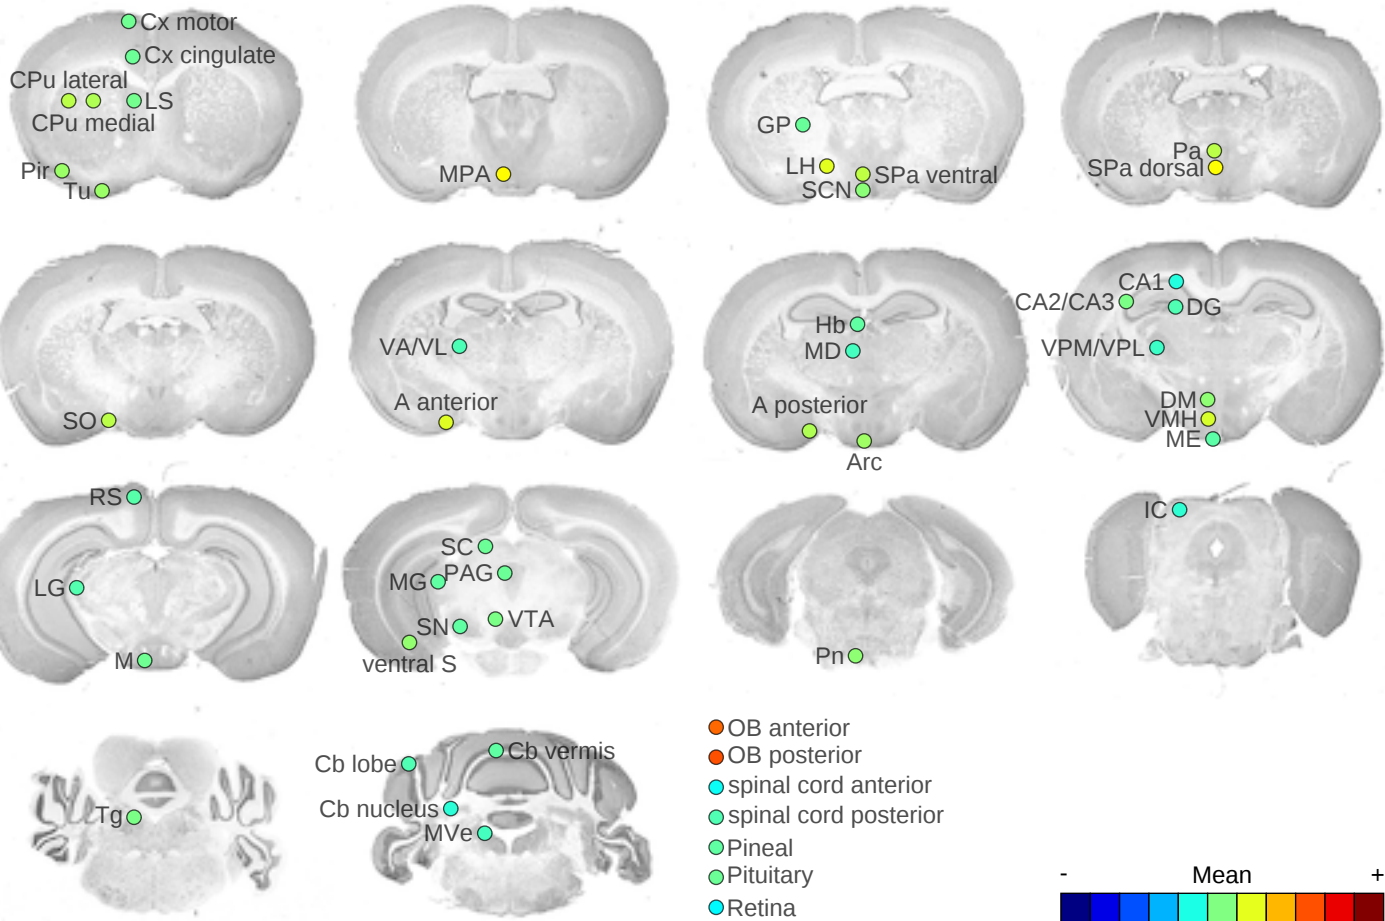 Cx motor
Cx cingulate
CPu lateral
LS
CPu medial
Pir
Tu
MPA
GP
LH
SPa ventral
SCN
Pa
SPa dorsal
SO
VA/VL
A anterior
Hb
MD
A posterior
Arc
CA1
CA2/CA3
DG
VPM/VPL
DM
VMH
ME
RS
LG
M
SC
PAG
MG
VTA
SN
ventral S
Pn
IC
Tg
Cb vermis
Cb lobe
Cb nucleus
MVe
OB anterior
OB posterior
spinal cord anterior
spinal cord posterior
Pineal
Pituitary
Retina
- Mean +